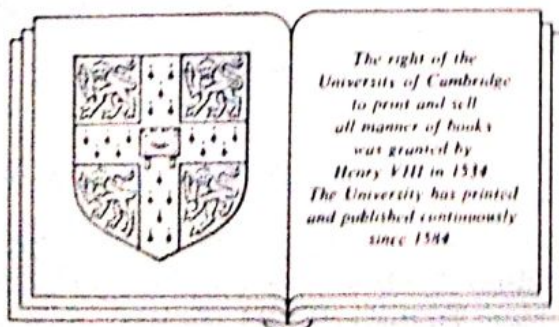 The right of the
University of Cambridge
to print and sell
all manner of books
was granted by
Henry VIII in 1534
The University has printed
and published continuously
since 1584